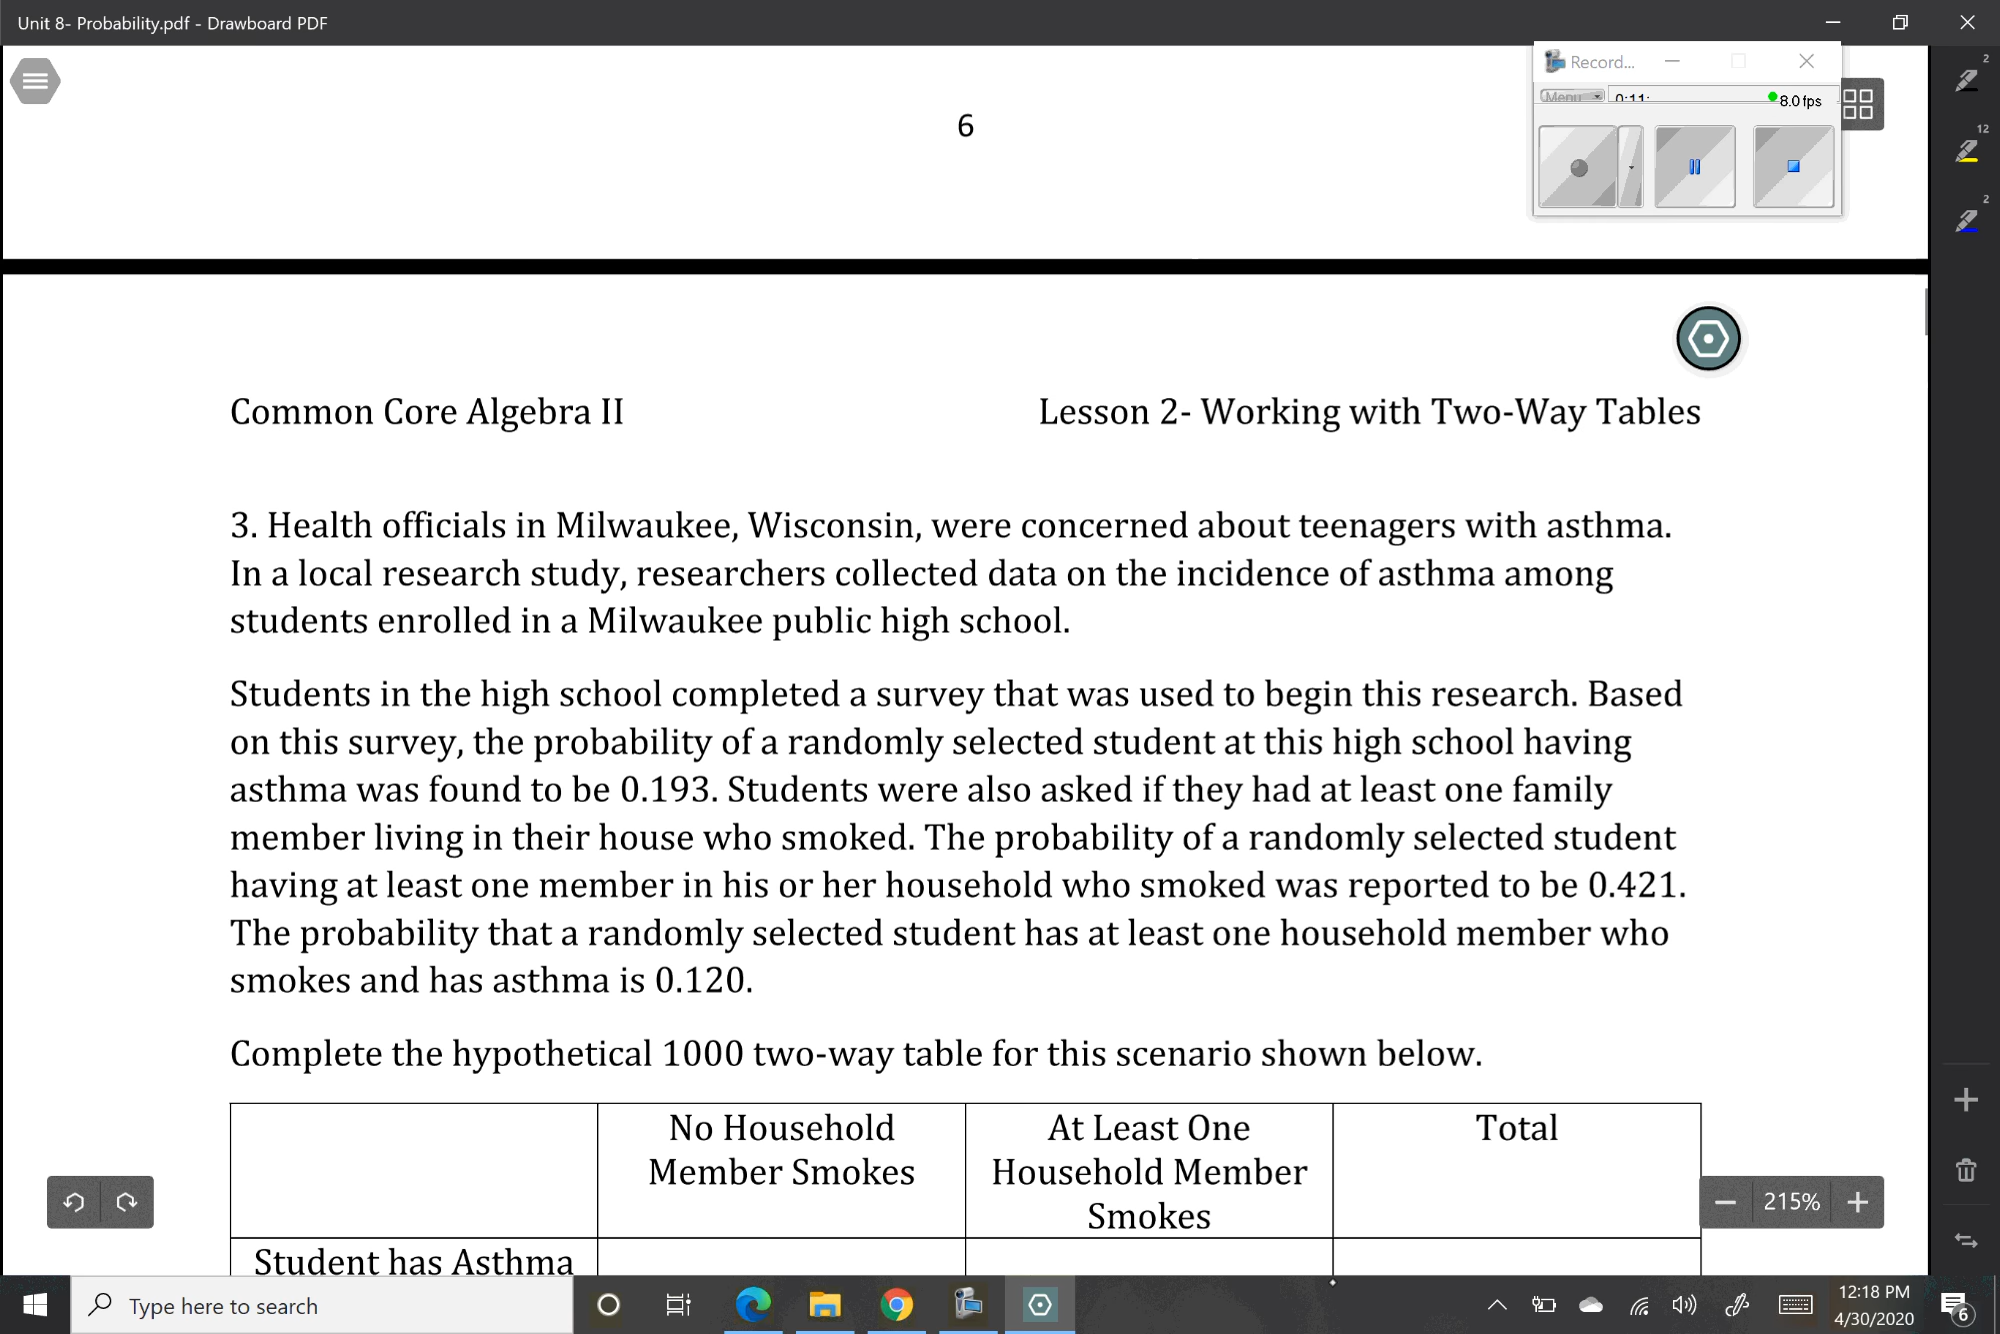 Unit 8- Probability.pdf - Drawboard PDF
Record...
Menu
8.0 fps
2
12
2
6
Common Core Algebra II
Lesson 2- Working with Two-Way Tables
3. Health officials in Milwaukee, Wisconsin, were concerned about teenagers with asthma.
In a local research study, researchers collected data on the incidence of asthma among
students enrolled in a Milwaukee public high school.
Students in the high school completed a survey that was used to begin this research. Based
on this survey, the probability of a randomly selected student at this high school having
asthma was found to be 0.193. Students were also asked if they had at least one family
member living in their house who smoked. The probability of a randomly selected student
having at least one member in his or her household who smoked was reported to be 0.421.
The probability that a randomly selected student has at least one household member who
smokes and has asthma is 0.120.
Complete the hypothetical 1000 two-way table for this scenario shown below.
No Household
Member Smokes
At Least One
Household Member
Smokes
Total
Student has Asthma
215%
Type here to search
12:18 PM
4/30/2020
6